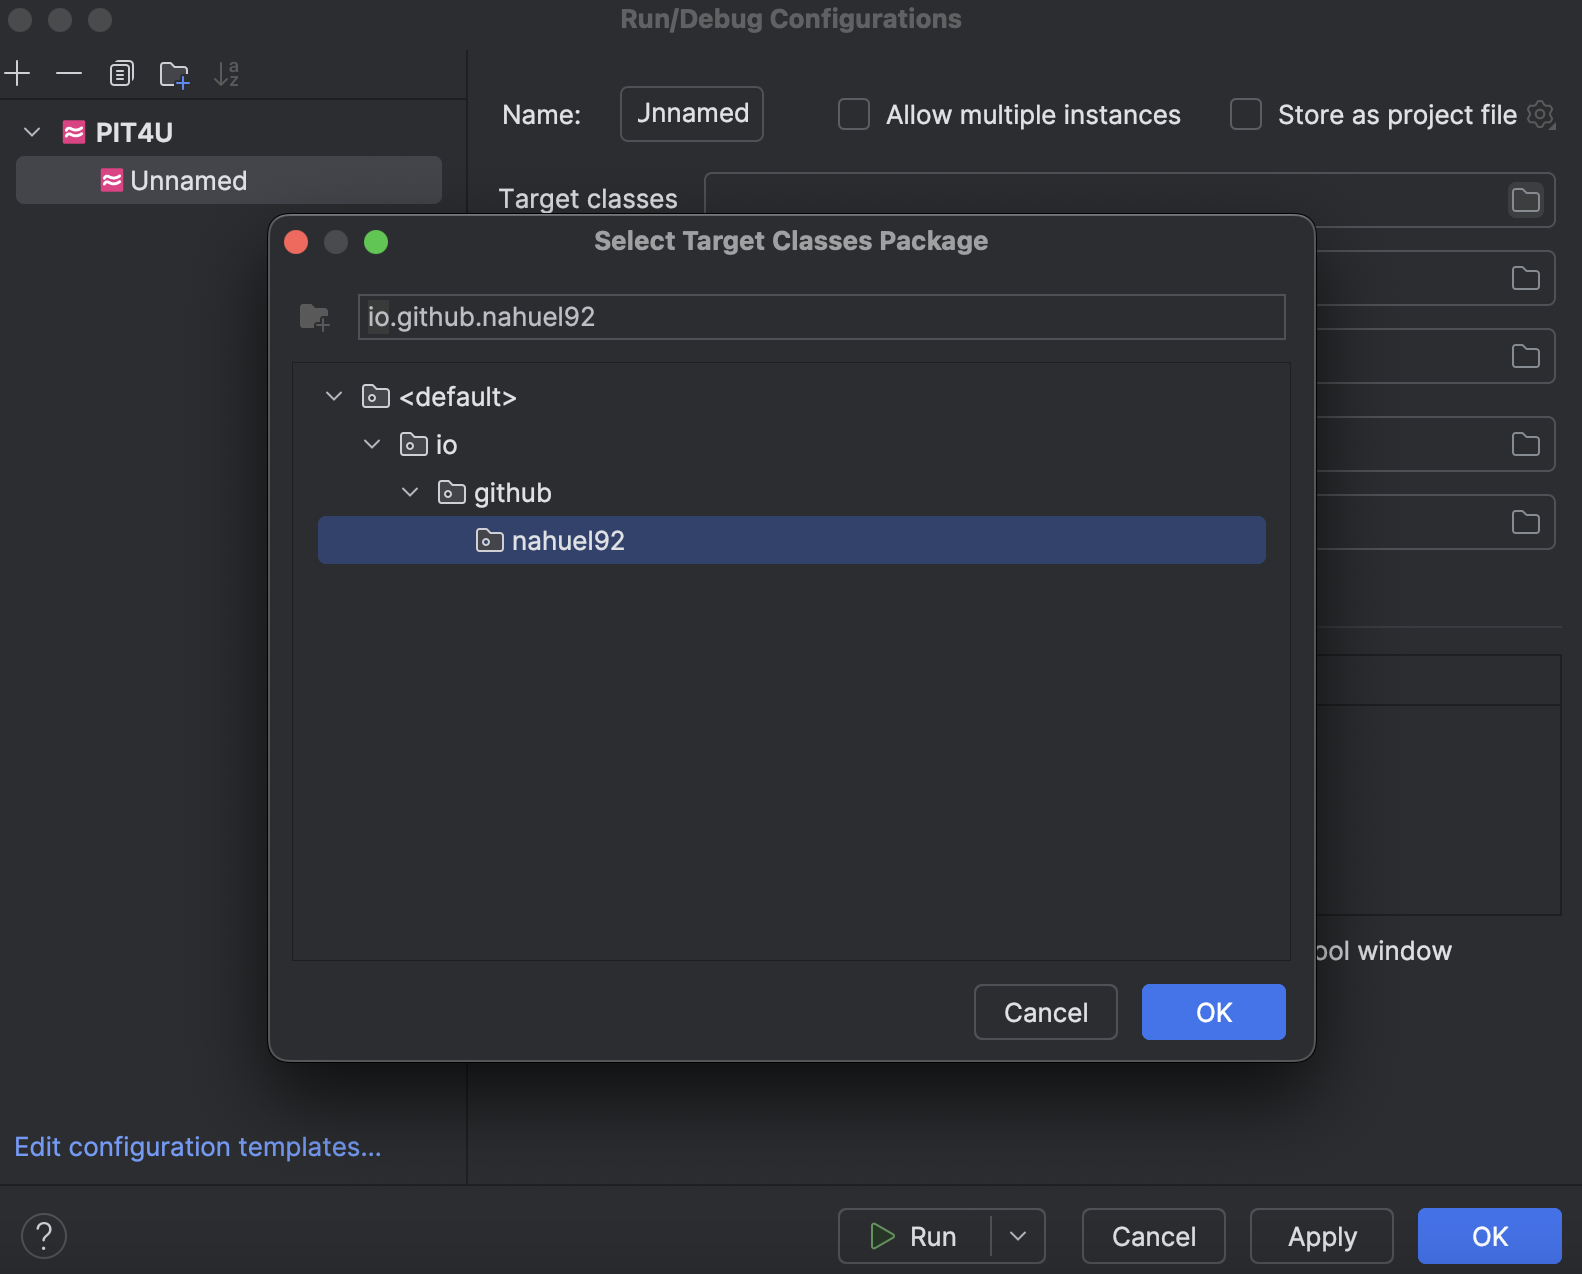 Run/Debug Configurations
PIT4U
Unnamed
Name:
Unnamed
Allow multiple instances
Store as project file
Target classes
Select Target Classes Package
io.github.nahuel92
<default>
io
github
nahuel92
Cancel
OK
ool window
Edit configuration templates...
?
Run
Cancel
Apply
OK